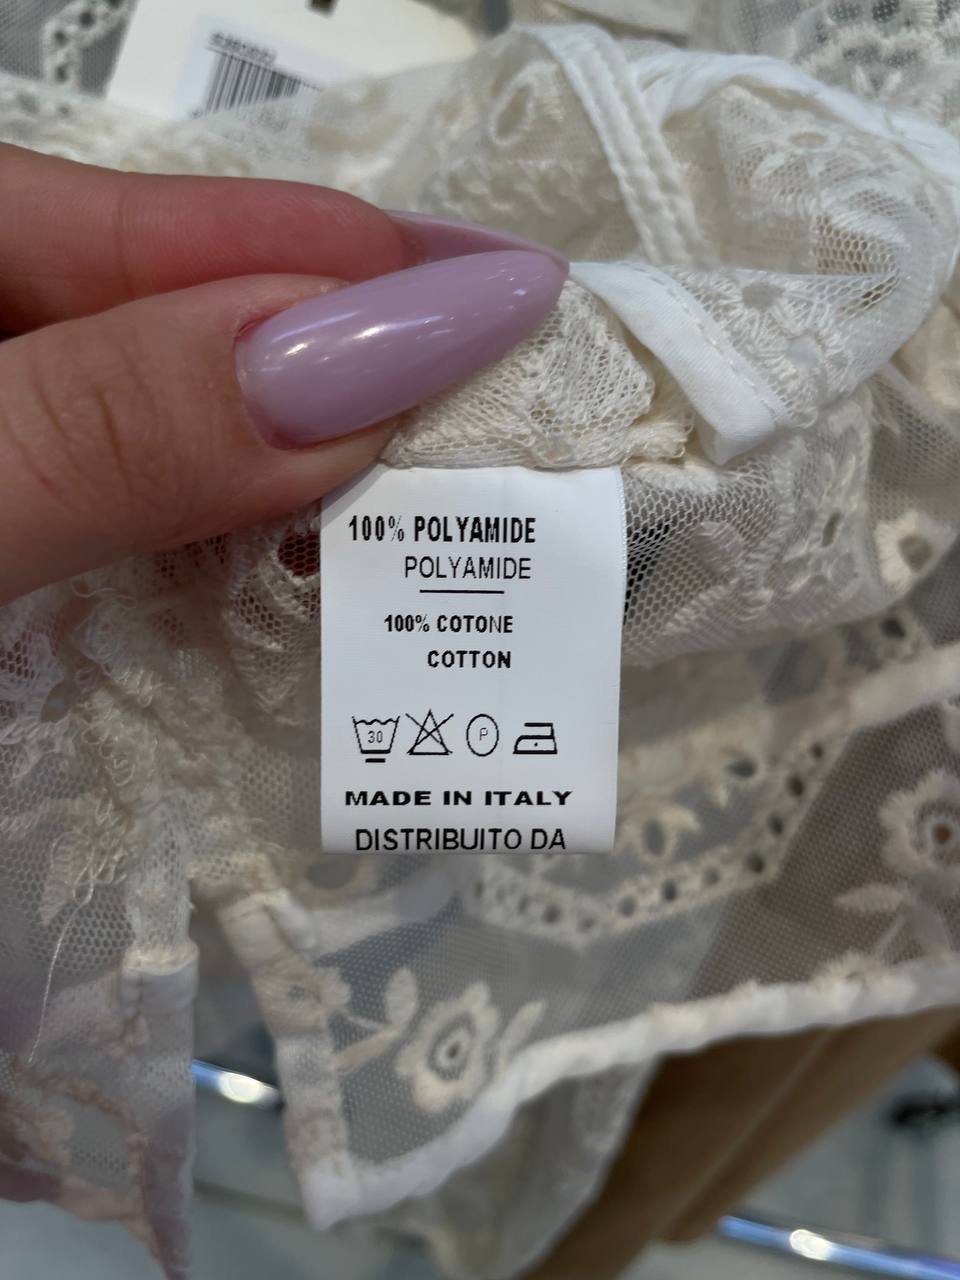 100% POLYAMIDE
POLYAMIDE
100% COTONE
COTTON
30
P
MADE IN ITALY
DISTRIBUITO DA